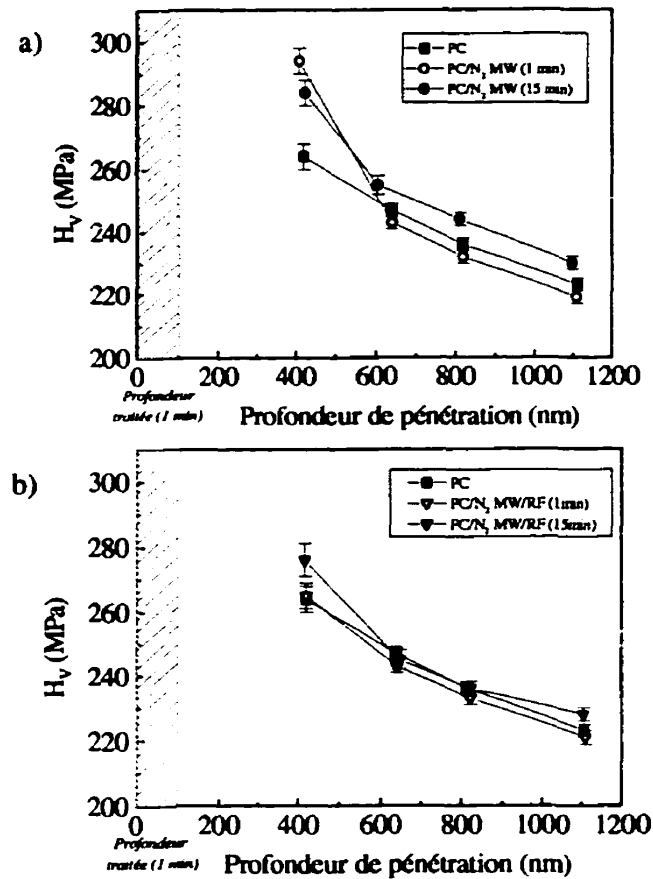 a)
300
280
260
240
220
200
H_V (MPa)
PC
PC/N₂ MW (1 min)
PC/N₂ MW (15 min)
0 200 400 600 800 1000 1200
Profondeur
traitée (1 min)
Profondeur de pénétration (nm)
b)
300
280
260
240
220
200
H_V (MPa)
PC
PC/N₂ MW/RF (1min)
PC/N₂ MW/RF (15min)
0 200 400 600 800 1000 1200
Profondeur
traitée (1 min)
Profondeur de pénétration (nm)